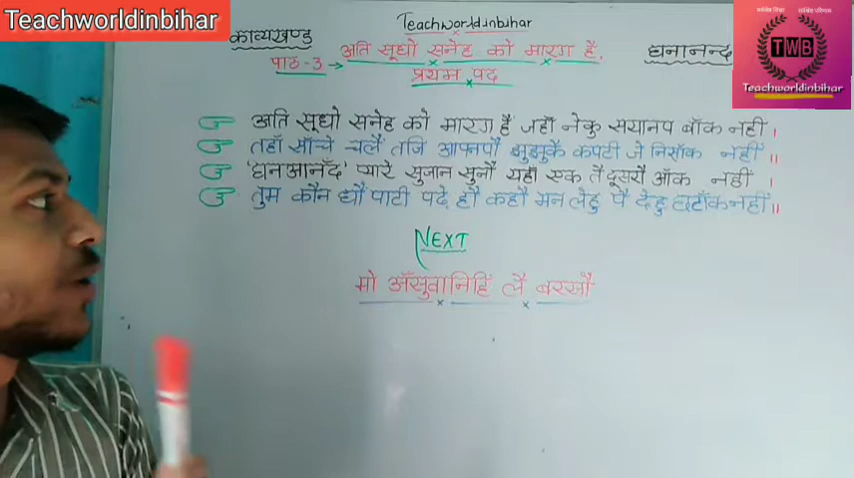 Teachworldinbihar
Teachworldinbihar
काव्यखण्ड
पाठ-3 → अति सूधो सनेह को मारग है,
घनानन्द
प्रथम पद
TWB
Teachworldinbihar
अति सूधो सनेह को मारग है जहाँ नेकु सयानप बाँक नहीं ।
तहाँ साँचे चलैं तजि आपनपौ झुझुकै कपटी जे निसाँक नहीं ॥
'घनआनँद' प्यारे सुजान सुनौ यहाँ एक तैं दूसरौ आँक नहीं ।
तुम कौन धौं पाटी पढ़े हौ कहौ मन लेहु पै देहु छटाँक नहीं ॥
NEXT
मो अँसुवानिहिं लै बरसौ